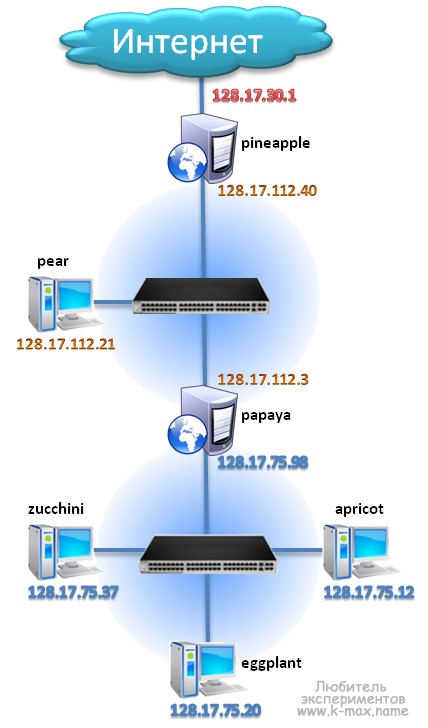 Интернет
128.17.30.1
pineapple
128.17.112.40
pear
128.17.112.21
128.17.112.3
papaya
128.17.75.98
zucchini
apricot
128.17.75.37
128.17.75.12
eggplant
128.17.75.20
Любитель
экспериментов
www.k-max.name